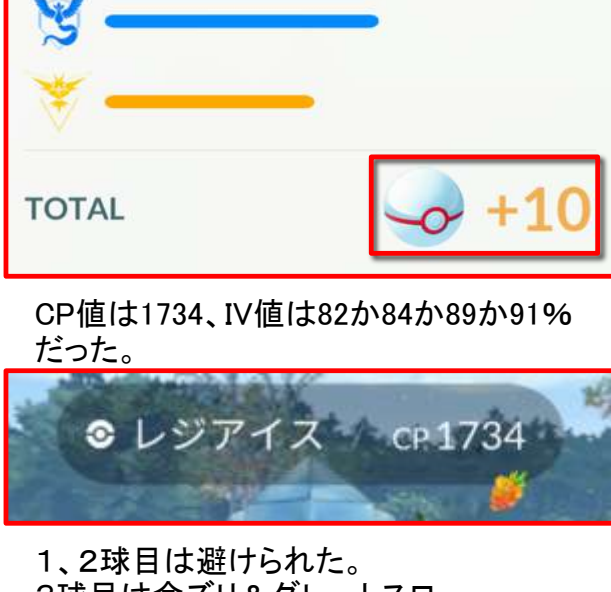 TOTAL +10
CP値は1734、IV値は82か84か89か91%
だった。
レジアイス / CP1734
1、2球目は避けられた。